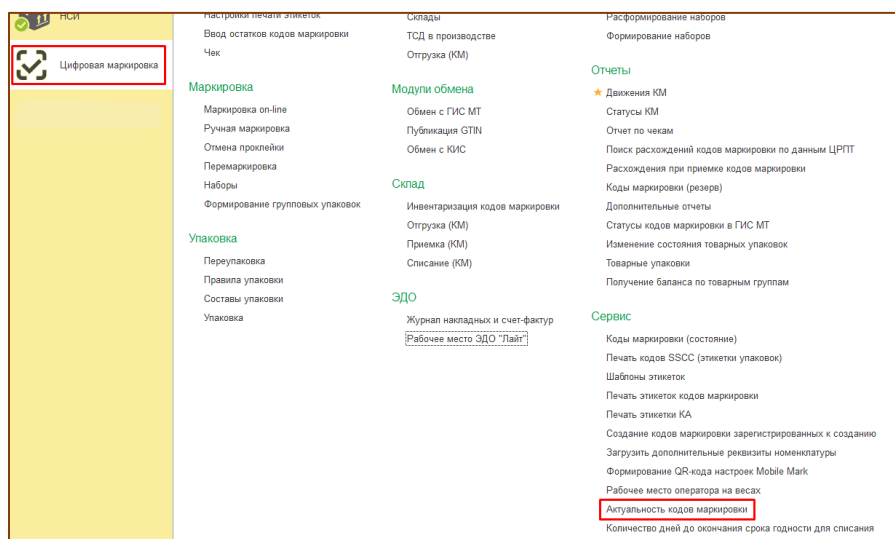 НСИ
Цифровая маркировка
Настройки печати этикеток
Ввод остатков кодов маркировки
Чек
Маркировка
Маркировка on-line
Ручная маркировка
Отмена проклейки
Перемаркировка
Наборы
Формирование групповых упаковок
Упаковка
Переупаковка
Правила упаковки
Составы упаковки
Упаковка
Склады
ТСД в производстве
Отгрузка (КМ)
Модули обмена
Обмен с ГИС МТ
Публикация GTIN
Обмен с КИС
Склад
Инвентаризация кодов маркировки
Отгрузка (КМ)
Приемка (КМ)
Списание (КМ)
ЭДО
Журнал накладных и счет-фактур
Рабочее место ЭДО "Лайт"
Расформирование наборов
Формирование наборов
Отчеты
Движения КМ
Статусы КМ
Отчет по чекам
Поиск расхождений кодов маркировки по данным ЦРПТ
Расхождения при приемке кодов маркировки
Коды маркировки (резерв)
Дополнительные отчеты
Статусы кодов маркировки в ГИС МТ
Изменение состояния товарных упаковок
Товарные упаковки
Получение баланса по товарным группам
Сервис
Коды маркировки (состояние)
Печать кодов SSCC (этикетки упаковок)
Шаблоны этикеток
Печать этикеток кодов маркировки
Печать этикетки КА
Создание кодов маркировки зарегистрированных к созданию
Загрузить дополнительные реквизиты номенклатуры
Формирование QR-кода настроек Mobile Mark
Рабочее место оператора на весах
Актуальность кодов маркировки
Количество дней до окончания срока годности для списания